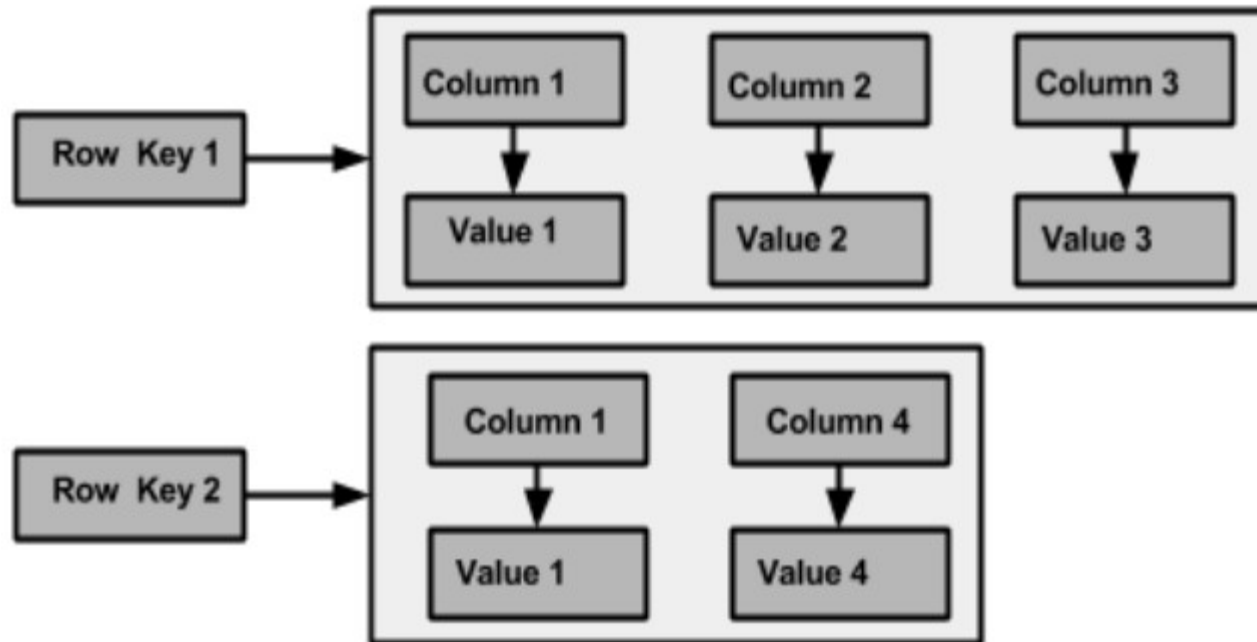 Column 1
Column 2
Column 3
Row Key 1
Value 1
Value 2
Value 3
Column 1
Column 4
Row Key 2
Value 1
Value 4